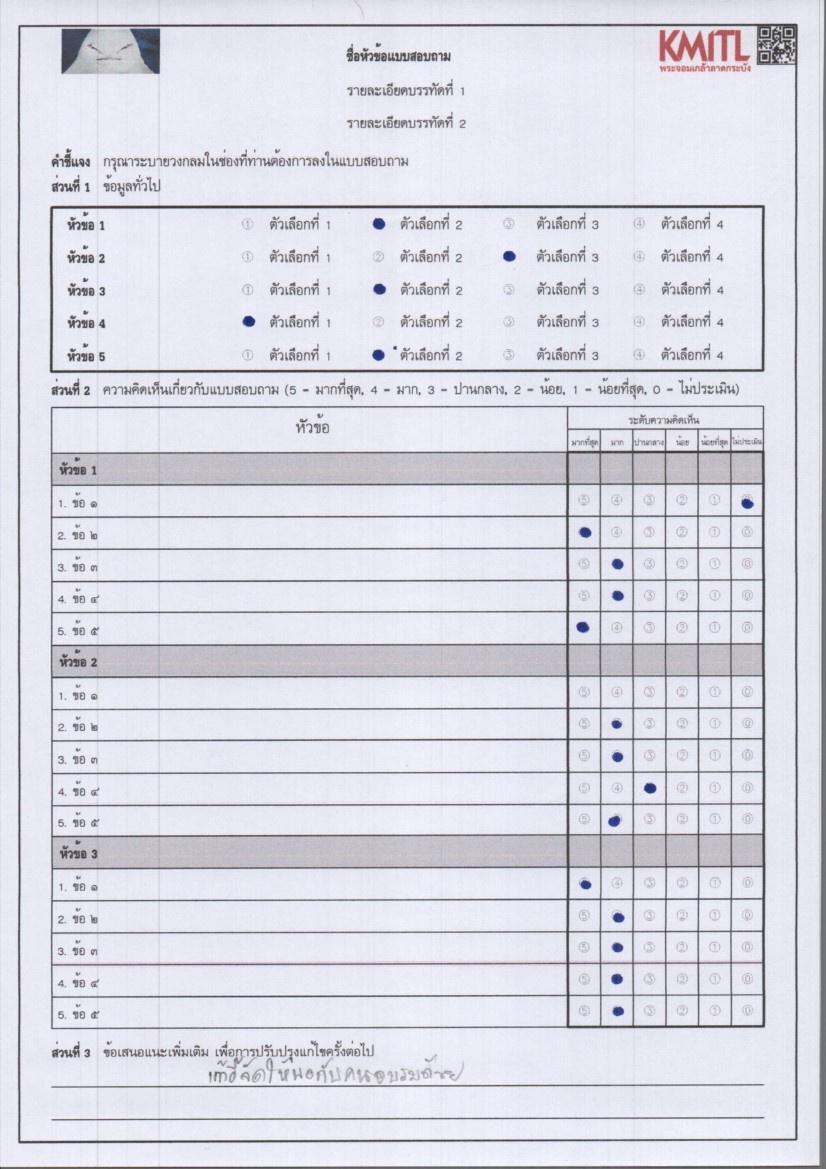 KMITL
พระจอมเกล้าลาดกระบัง
ชื่อหัวข้อแบบสอบถาม
รายละเอียดบรรทัดที่ 1
รายละเอียดบรรทัดที่ 2
คำชี้แจง กรุณาระบายวงกลมในช่องที่ท่านต้องการลงในแบบสอบถาม
ส่วนที่ 1 ข้อมูลทั่วไป
หัวข้อ 1 ① ตัวเลือกที่ 1 ตัวเลือกที่ 2 ③ ตัวเลือกที่ 3 ④ ตัวเลือกที่ 4
หัวข้อ 2 ① ตัวเลือกที่ 1 ② ตัวเลือกที่ 2 ตัวเลือกที่ 3 ④ ตัวเลือกที่ 4
หัวข้อ 3 ① ตัวเลือกที่ 1 ตัวเลือกที่ 2 ③ ตัวเลือกที่ 3 ④ ตัวเลือกที่ 4
หัวข้อ 4 ตัวเลือกที่ 1 ② ตัวเลือกที่ 2 ③ ตัวเลือกที่ 3 ④ ตัวเลือกที่ 4
หัวข้อ 5 ① ตัวเลือกที่ 1 ตัวเลือกที่ 2 ③ ตัวเลือกที่ 3 ④ ตัวเลือกที่ 4
ส่วนที่ 2 ความคิดเห็นเกี่ยวกับแบบสอบถาม (5 - มากที่สุด, 4 - มาก, 3 - ปานกลาง, 2 - น้อย, 1 - น้อยที่สุด, 0 - ไม่ประเมิน)
หัวข้อ ระดับความคิดเห็น
มากที่สุด มาก ปานกลาง น้อย น้อยที่สุด ไม่ประเมิน
หัวข้อ 1
1. ข้อ ๑ ⑤ ④ ③ ② ①
2. ข้อ ๒ ④ ③ ② ① ⓪
3. ข้อ ๓ ⑤ ③ ② ① ⓪
4. ข้อ ๔ ⑤ ③ ② ① ⓪
5. ข้อ ๕ ④ ③ ② ① ⓪
หัวข้อ 2
1. ข้อ ๑ ⑤ ④ ③ ② ① ⓪
2. ข้อ ๒ ⑤ ③ ② ① ⓪
3. ข้อ ๓ ⑤ ③ ② ① ⓪
4. ข้อ ๔ ⑤ ④ ② ① ⓪
5. ข้อ ๕ ⑤ ③ ② ① ⓪
หัวข้อ 3
1. ข้อ ๑ ④ ③ ② ① ⓪
2. ข้อ ๒ ⑤ ③ ② ① ⓪
3. ข้อ ๓ ⑤ ③ ② ① ⓪
4. ข้อ ๔ ⑤ ③ ② ① ⓪
5. ข้อ ๕ ⑤ ③ ② ① ⓪
ส่วนที่ 3 ข้อเสนอแนะเพิ่มเติม เพื่อการปรับปรุงแก้ไขครั้งต่อไป
เก้าอี้จัดให้พอกับคนอบรมด้วย